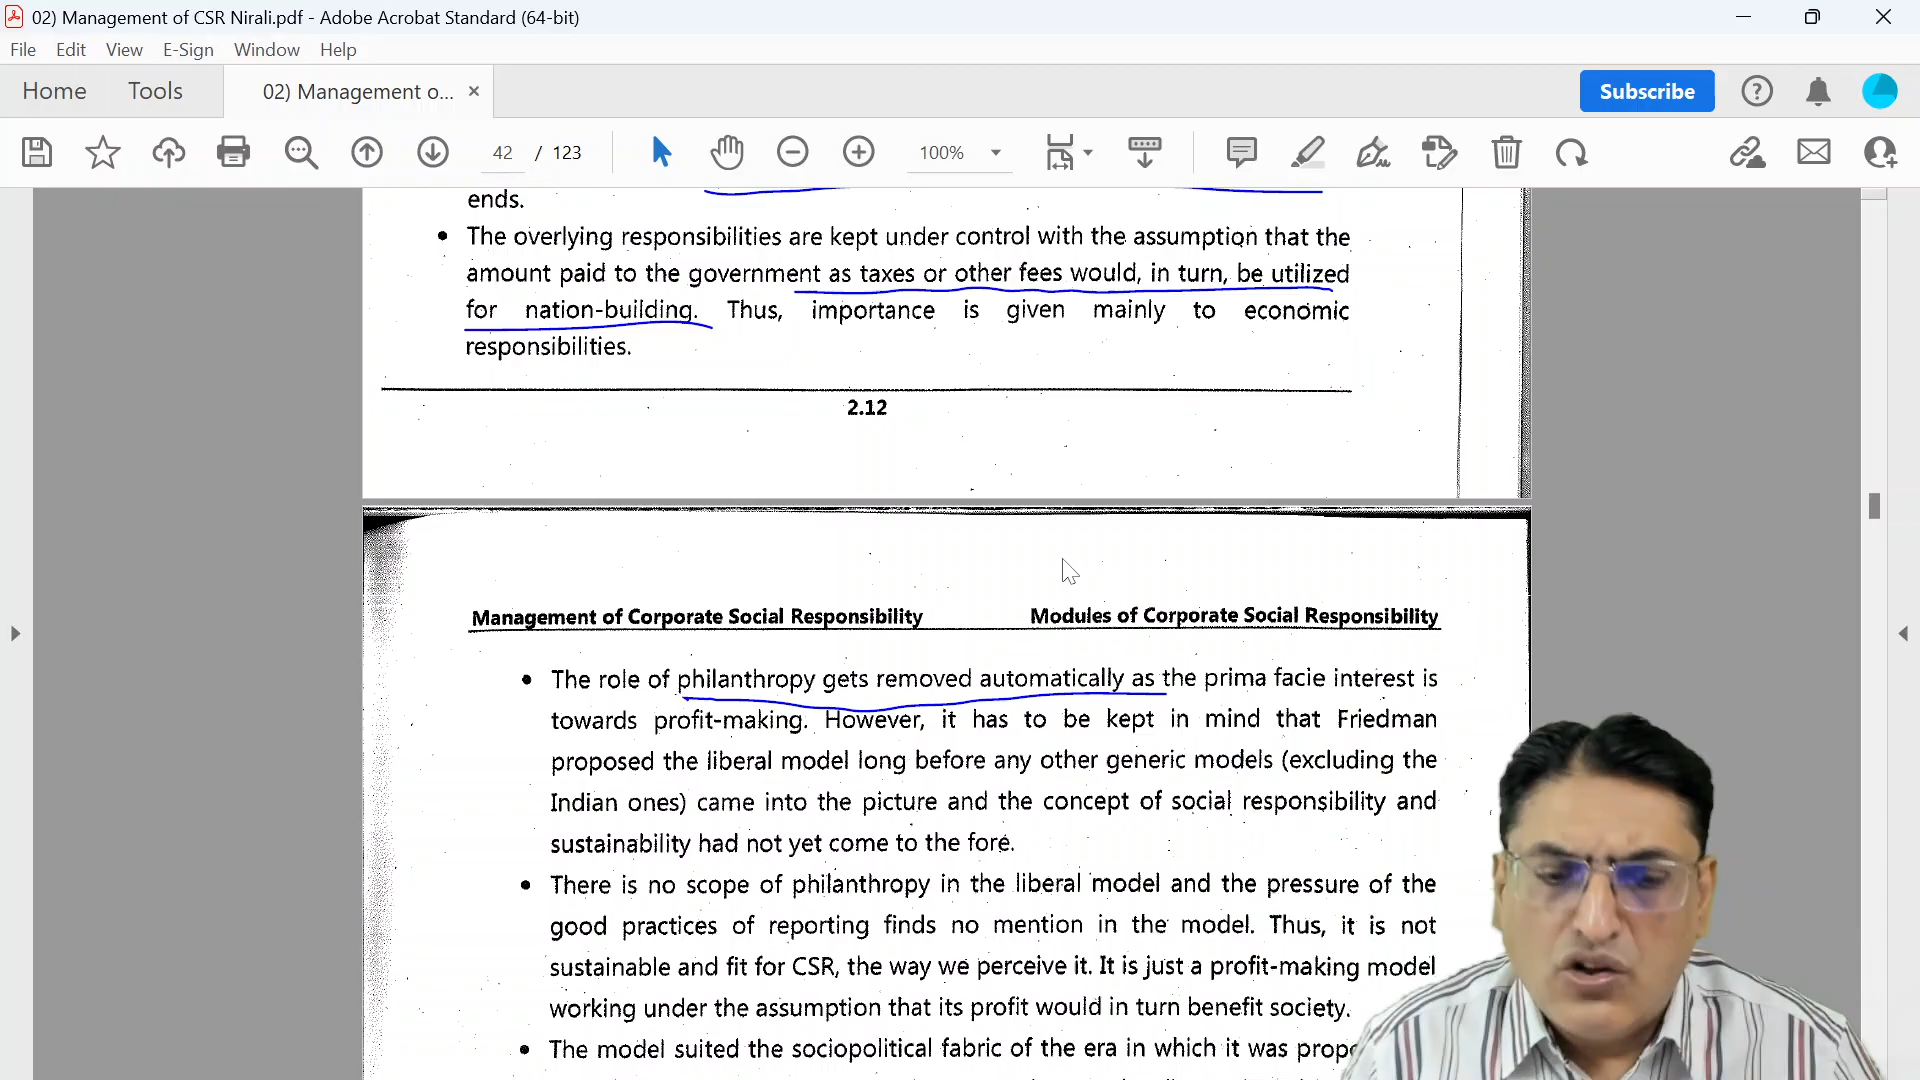 02) Management of CSR Nirali.pdf - Adobe Acrobat Standard (64-bit)
File Edit View E-Sign Window Help
Home Tools 02) Management o... × Subscribe
42 / 123 100%
ends.
• The overlying responsibilities are kept under control with the assumption that the
amount paid to the government as taxes or other fees would, in turn, be utilized
for nation-building. Thus, importance is given mainly to economic
responsibilities.
2.12
Management of Corporate Social Responsibility Modules of Corporate Social Responsibility
• The role of philanthropy gets removed automatically as the prima facie interest is
towards profit-making. However, it has to be kept in mind that Friedman
proposed the liberal model long before any other generic models (excluding the
Indian ones) came into the picture and the concept of social responsibility and
sustainability had not yet come to the fore.
• There is no scope of philanthropy in the liberal model and the pressure of the
good practices of reporting finds no mention in the model. Thus, it is not
sustainable and fit for CSR, the way we perceive it. It is just a profit-making model
working under the assumption that its profit would in turn benefit society.
• The model suited the sociopolitical fabric of the era in which it was